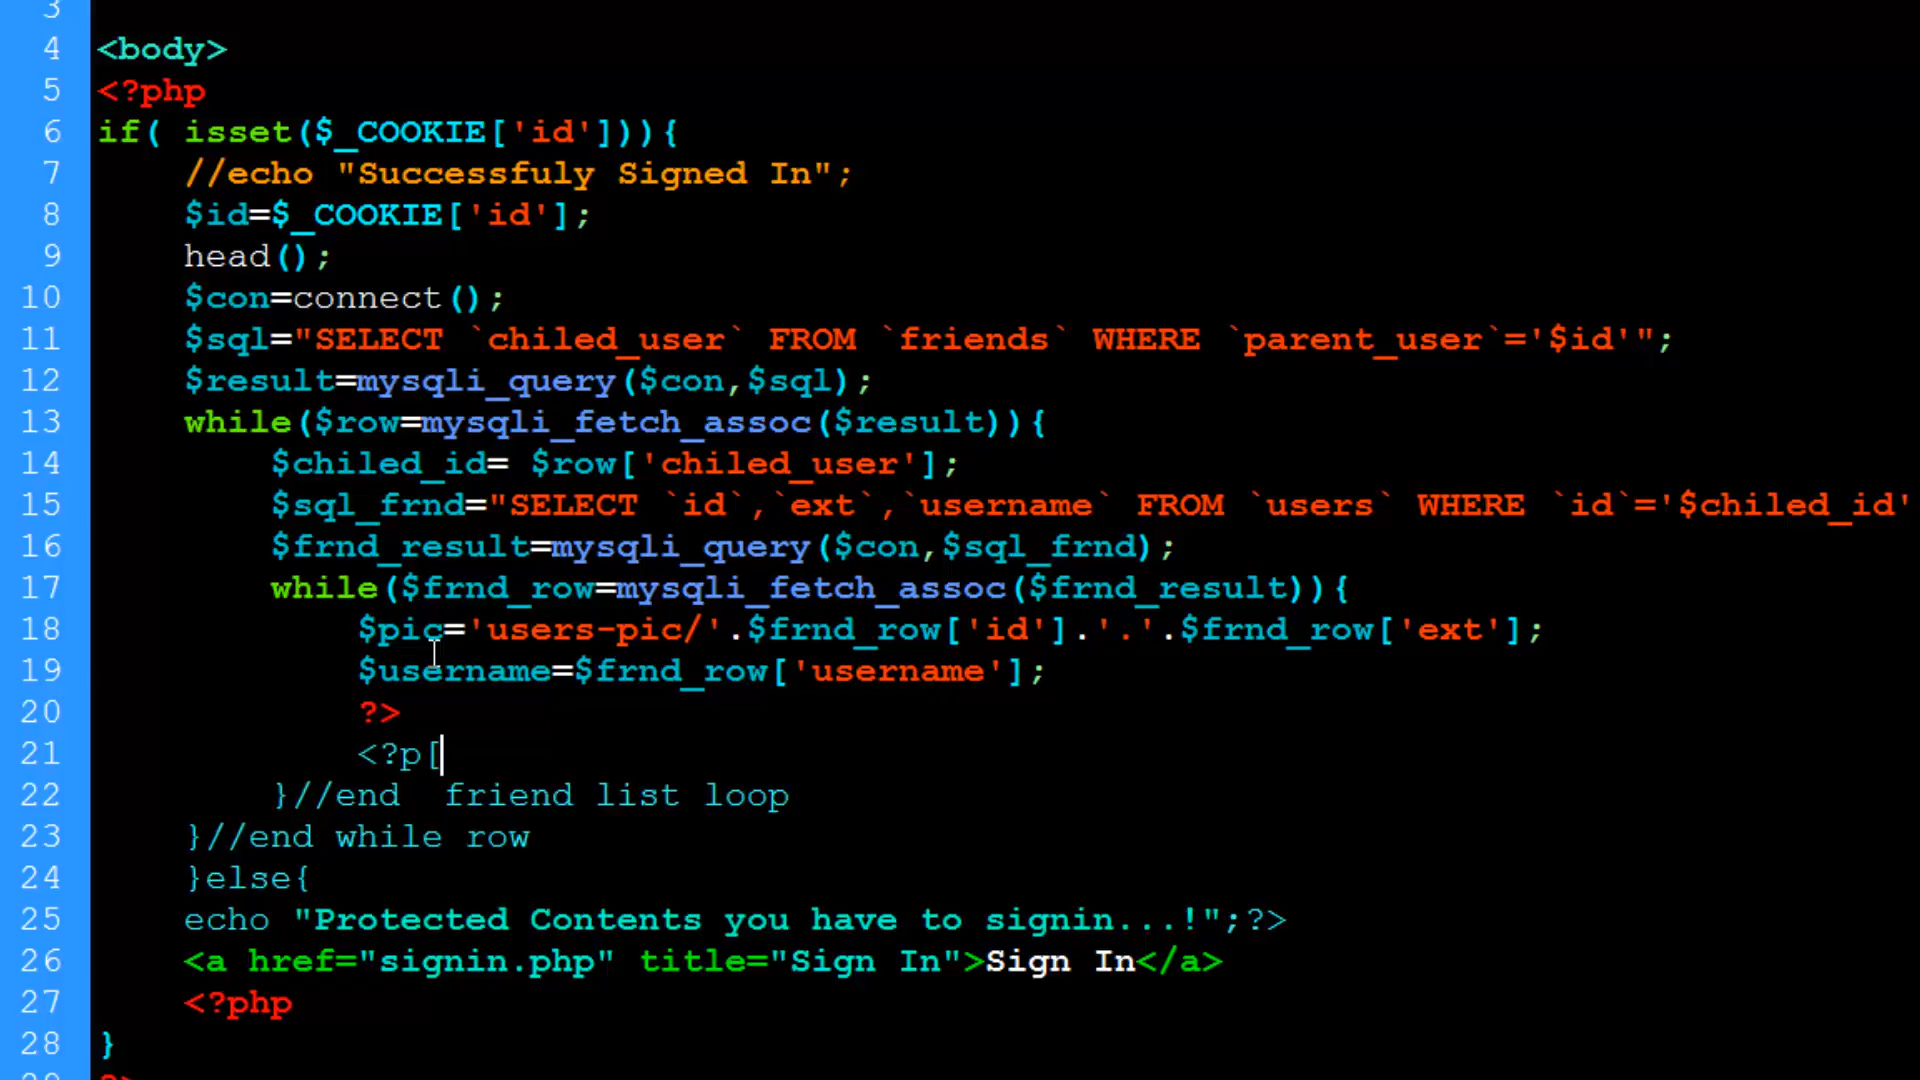 3
4 <body>
5 <?php
6 if( isset($_COOKIE['id'])){
7 //echo "Successfuly Signed In";
8 $id=$_COOKIE['id'];
9 head();
10 $con=connect();
11 $sql="SELECT `chiled_user` FROM `friends` WHERE `parent_user`='$id'";
12 $result=mysqli_query($con,$sql);
13 while($row=mysqli_fetch_assoc($result)){
14 $chiled_id= $row['chiled_user'];
15 $sql_frnd="SELECT `id`,`ext`,`username` FROM `users` WHERE `id`='$chiled_id'
16 $frnd_result=mysqli_query($con,$sql_frnd);
17 while($frnd_row=mysqli_fetch_assoc($frnd_result)){
18 $pic='users-pic/'.$frnd_row['id'].'.'.$frnd_row['ext'];
19 $username=$frnd_row['username'];
20 ?>
21 <?p[
22 }//end  friend list loop
23 }//end while row
24 }else{
25 echo "Protected Contents you have to signin...!";?>
26 <a href="signin.php" title="Sign In">Sign In</a>
27 <?php
28 }
29 ?>